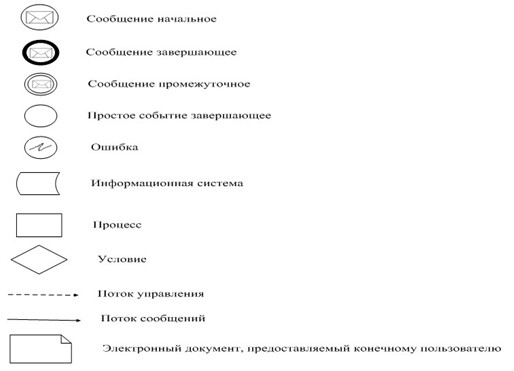 Сообщение начальное
Сообщение завершающее
Сообщение промежуточное
Простое событие завершающее
Ошибка
Информационная система
Процесс
Условие
Поток управления
Поток сообщений
Электронный документ, предоставляемый конечному пользователю